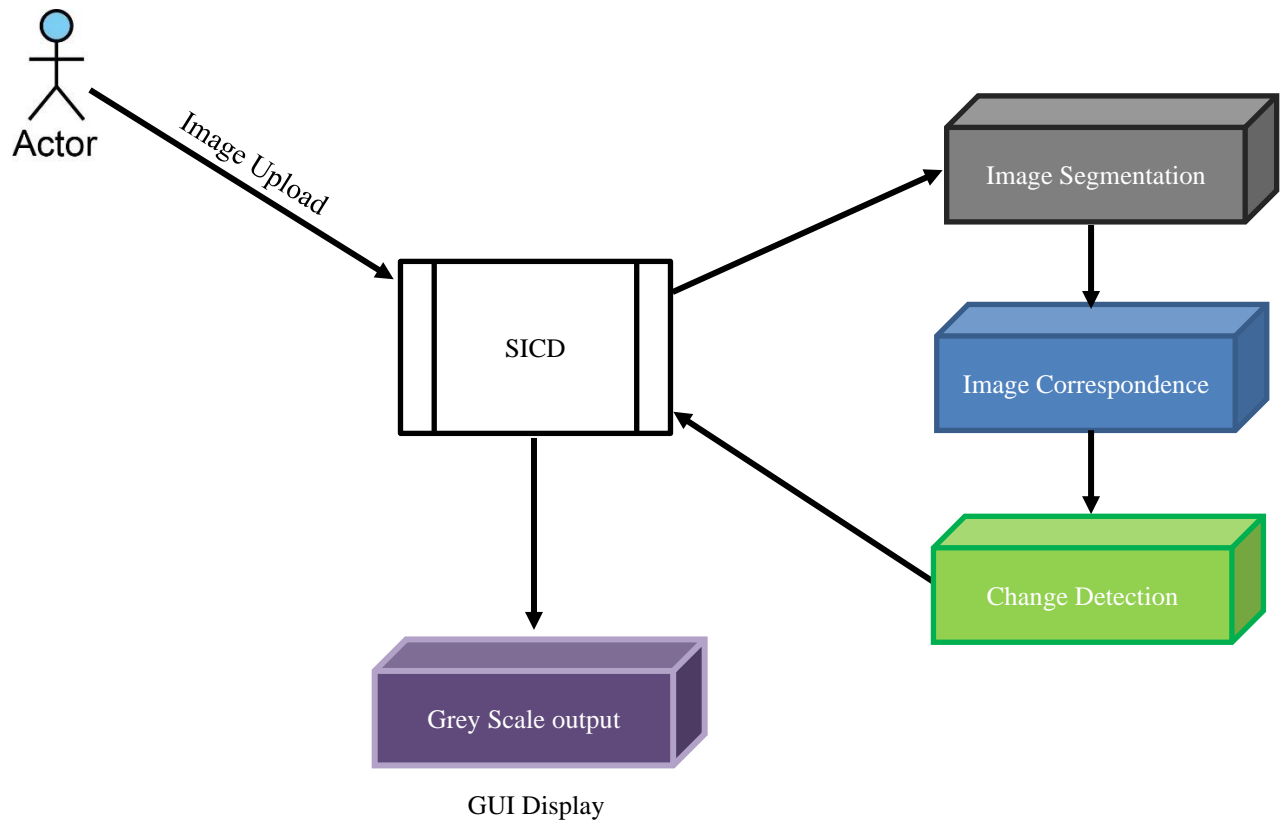 Actor
Image Upload
Image Segmentation
SICD
Image Correspondence
Change Detection
Grey Scale output
GUI Display